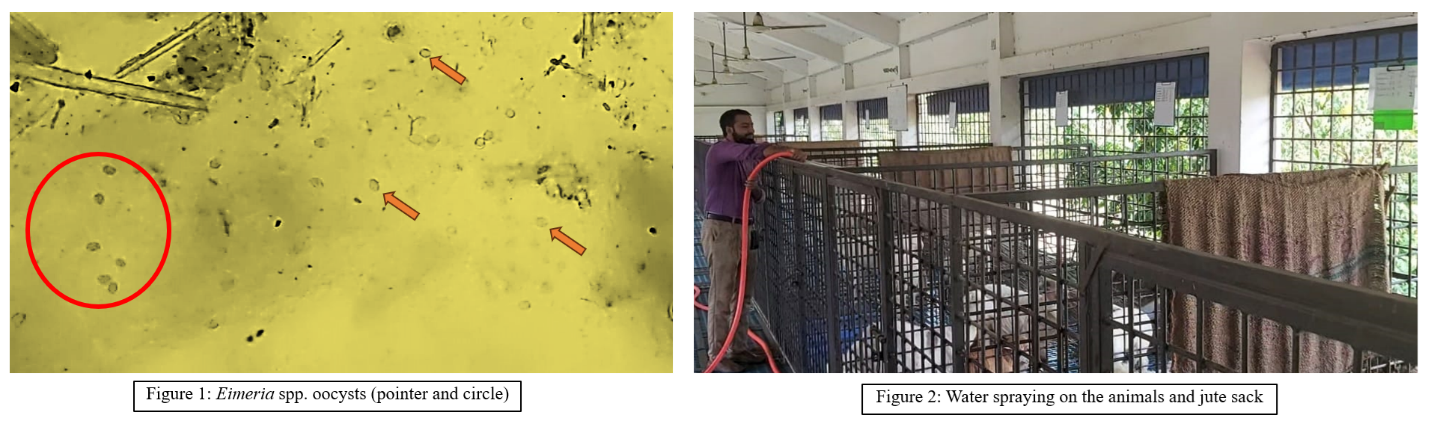 Figure 1: Eimeria spp. oocysts (pointer and circle)
Figure 2: Water spraying on the animals and jute sack